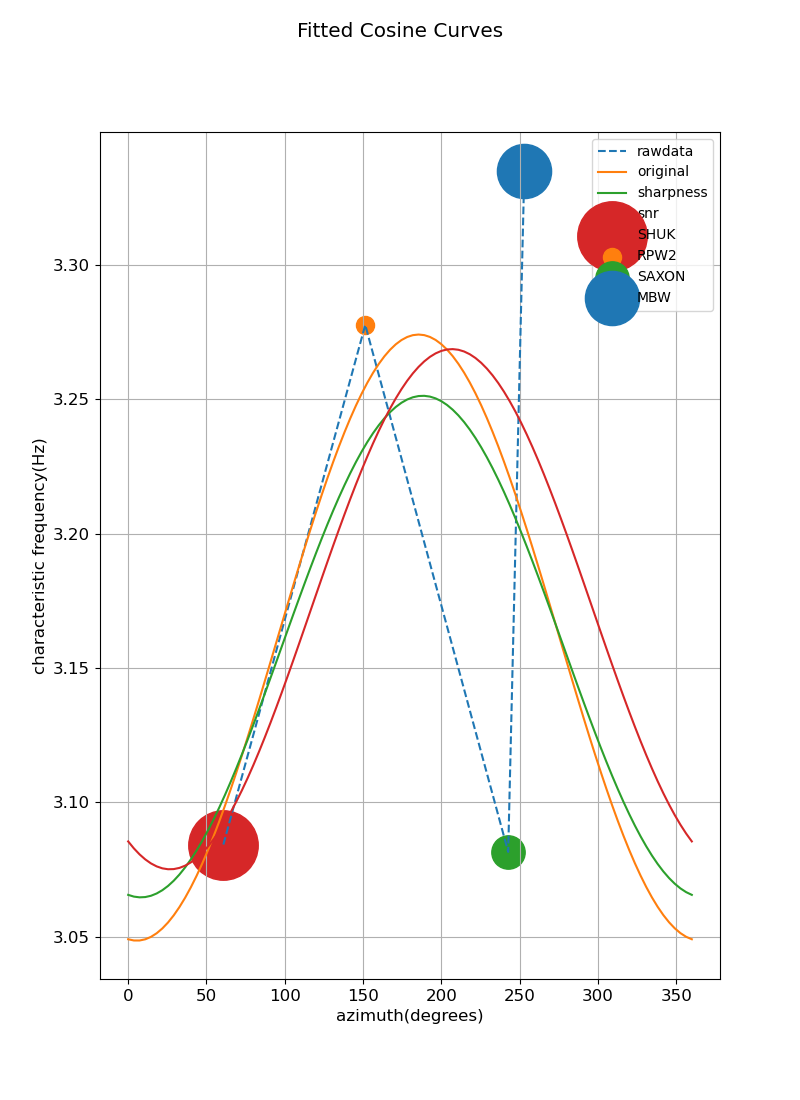 Fitted Cosine Curves
rawdata
original
sharpness
snr
SHUK
RPW2
SAXON
MBW
characteristic frequency(Hz)
3.30
3.25
3.20
3.15
3.10
3.05
0 50 100 150 200 250 300 350
azimuth(degrees)